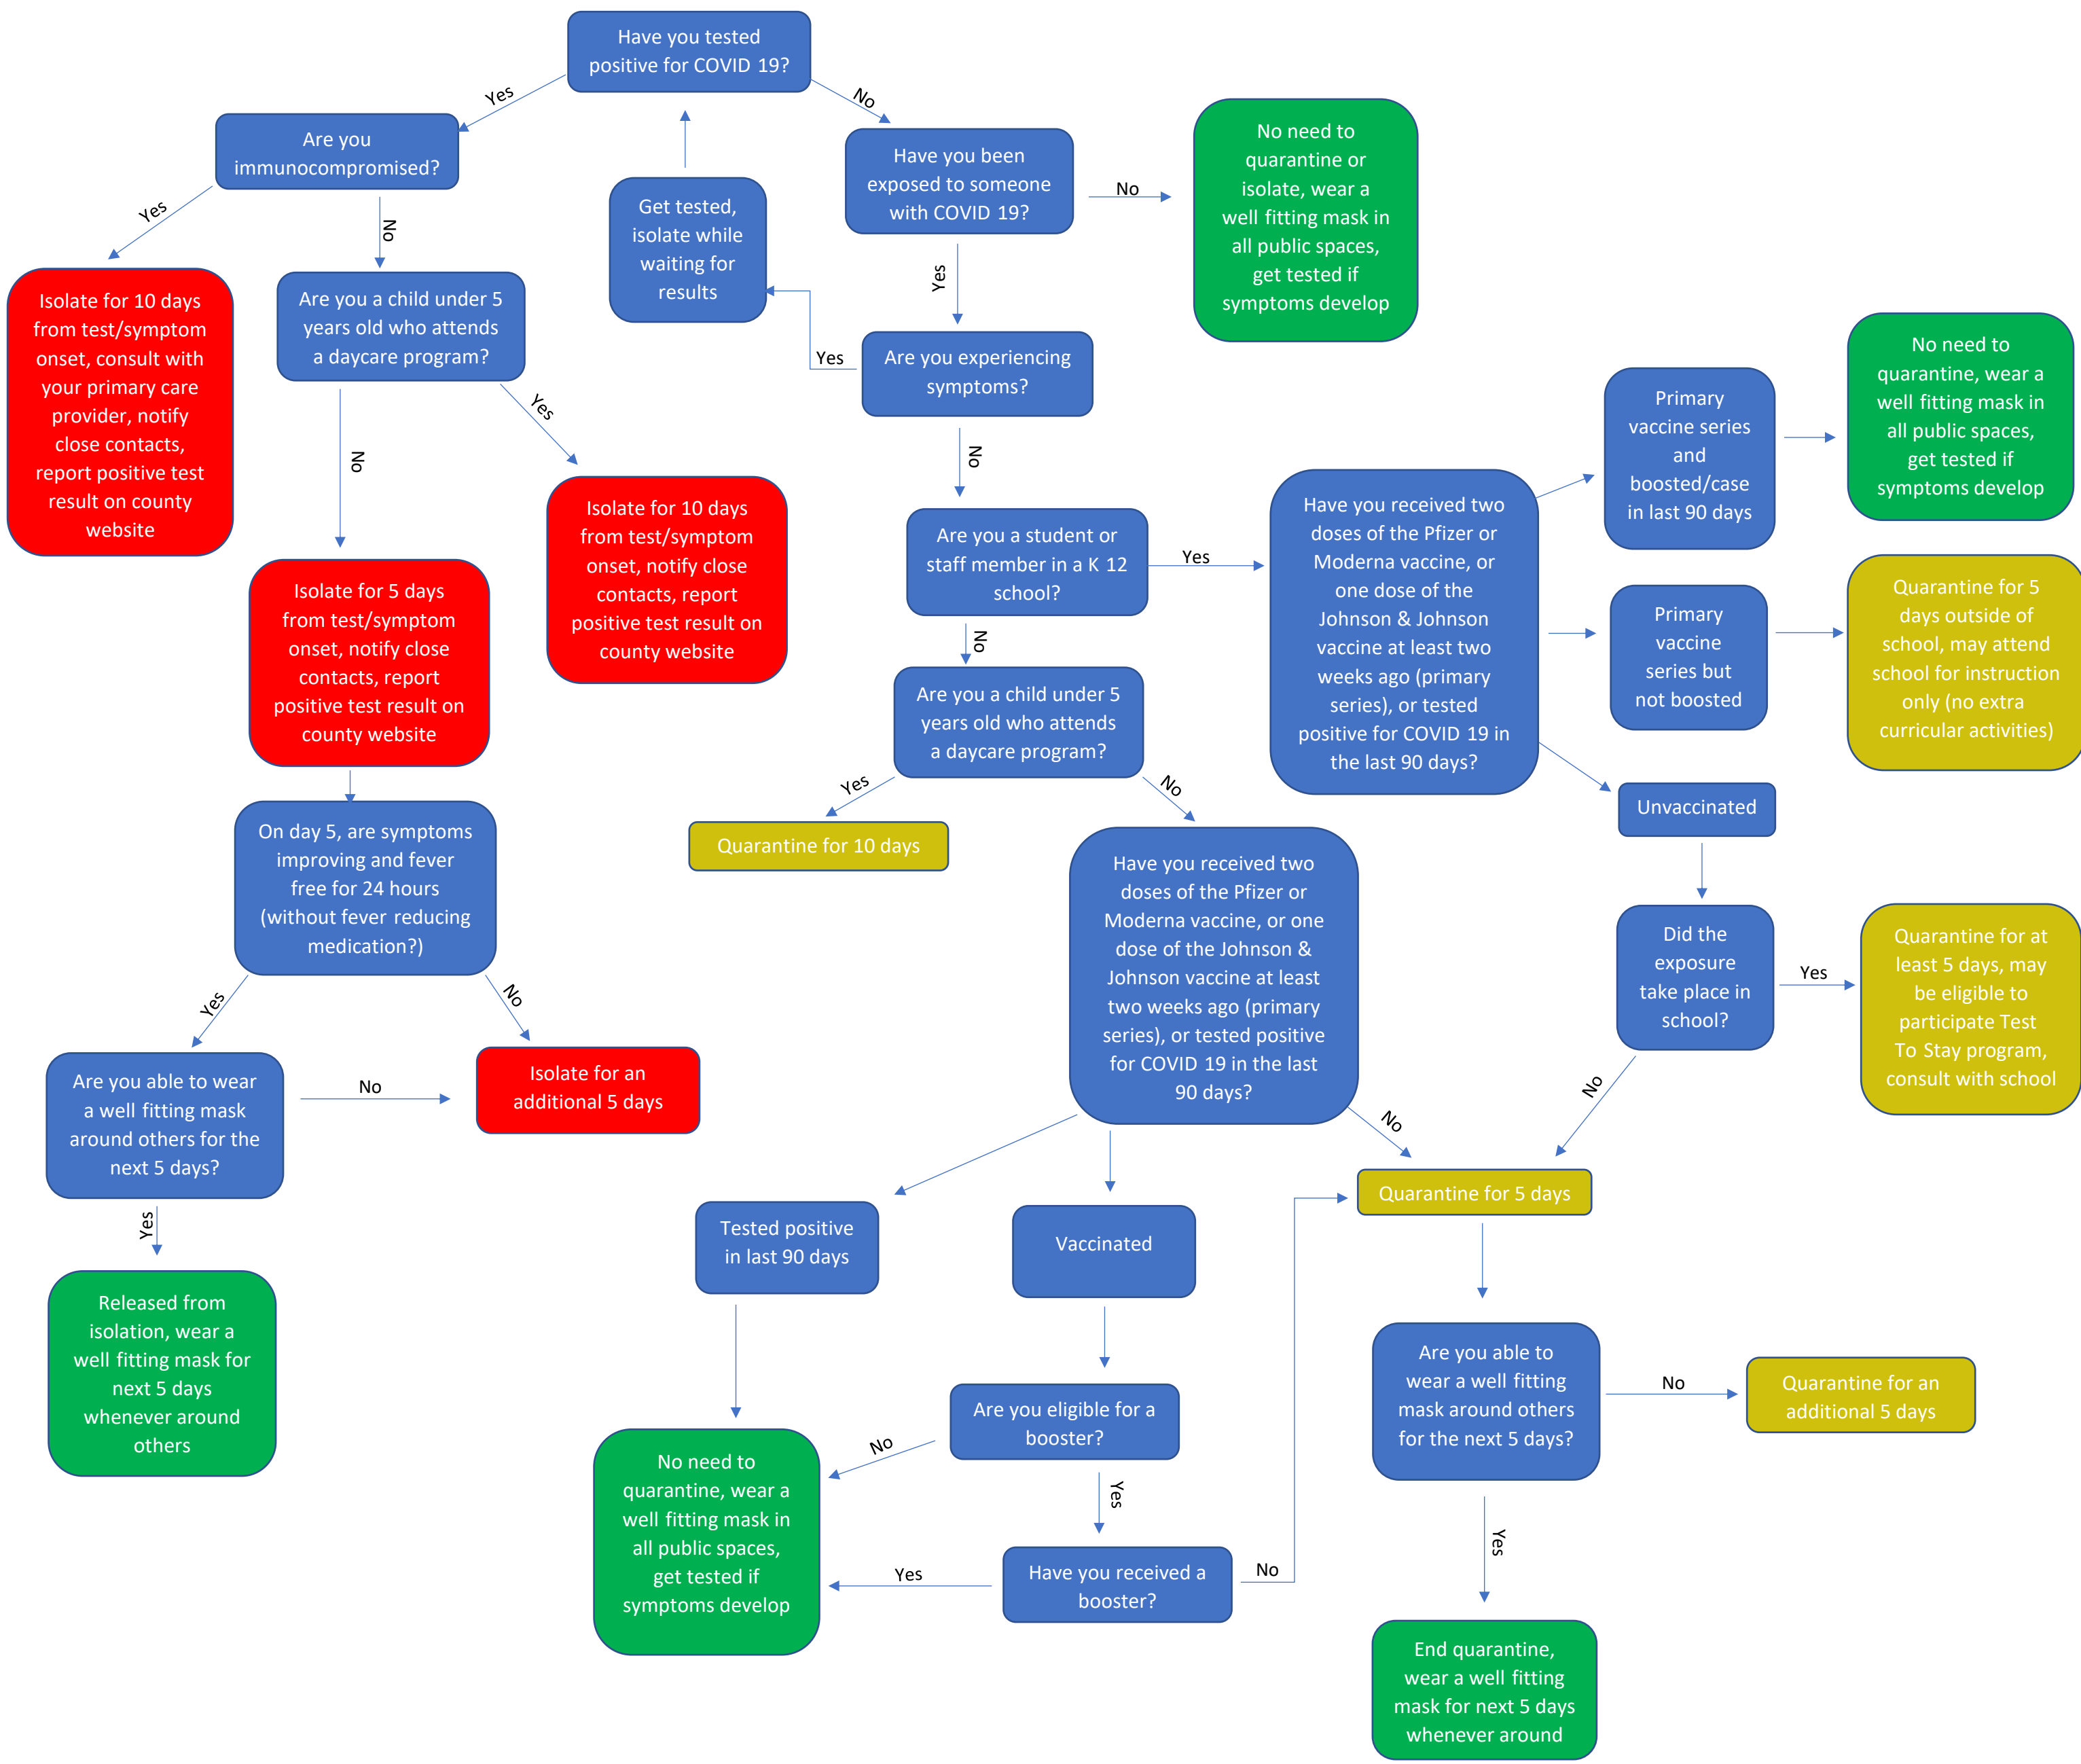 Have you tested
positive for COVID 19?
Yes
No
Are you
immunocompromised?
Yes
No
Get tested,
isolate while
waiting for
results
Have you been
exposed to someone
with COVID 19?
No
Yes
No need to
quarantine or
isolate, wear a
well fitting mask in
all public spaces,
get tested if
symptoms develop
Isolate for 10 days
from test/symptom
onset, consult with
your primary care
provider, notify
close contacts,
report positive test
result on county
website
Are you a child under 5
years old who attends
a daycare program?
No
Yes
Are you experiencing
symptoms?
Yes
No
Isolate for 10 days
from test/symptom
onset, notify close
contacts, report
positive test result on
county website
Isolate for 5 days
from test/symptom
onset, notify close
contacts, report
positive test result on
county website
Are you a student or
staff member in a K 12
school?
Yes
No
Have you received two
doses of the Pfizer or
Moderna vaccine, or
one dose of the
Johnson & Johnson
vaccine at least two
weeks ago (primary
series), or tested
positive for COVID 19 in
the last 90 days?
Primary
vaccine series
and
boosted/case
in last 90 days
No need to
quarantine, wear a
well fitting mask in
all public spaces,
get tested if
symptoms develop
Primary
vaccine
series but
not boosted
Quarantine for 5
days outside of
school, may attend
school for instruction
only (no extra
curricular activities)
Unvaccinated
Are you a child under 5
years old who attends
a daycare program?
Yes
No
Quarantine for 10 days
On day 5, are symptoms
improving and fever
free for 24 hours
(without fever reducing
medication?)
Yes
No
Have you received two
doses of the Pfizer or
Moderna vaccine, or one
dose of the Johnson &
Johnson vaccine at least
two weeks ago (primary
series), or tested positive
for COVID 19 in the last
90 days?
No
Did the
exposure
take place in
school?
Yes
No
Quarantine for at
least 5 days, may
be eligible to
participate Test
To Stay program,
consult with school
Are you able to wear
a well fitting mask
around others for the
next 5 days?
No
Yes
Isolate for an
additional 5 days
Released from
isolation, wear a
well fitting mask for
next 5 days
whenever around
others
Tested positive
in last 90 days
Vaccinated
Quarantine for 5 days
Are you eligible for a
booster?
No
Yes
Are you able to
wear a well fitting
mask around others
for the next 5 days?
No
Yes
Quarantine for an
additional 5 days
No need to
quarantine, wear a
well fitting mask in
all public spaces,
get tested if
symptoms develop
Have you received a
booster?
Yes
No
End quarantine,
wear a well fitting
mask for next 5 days
whenever around